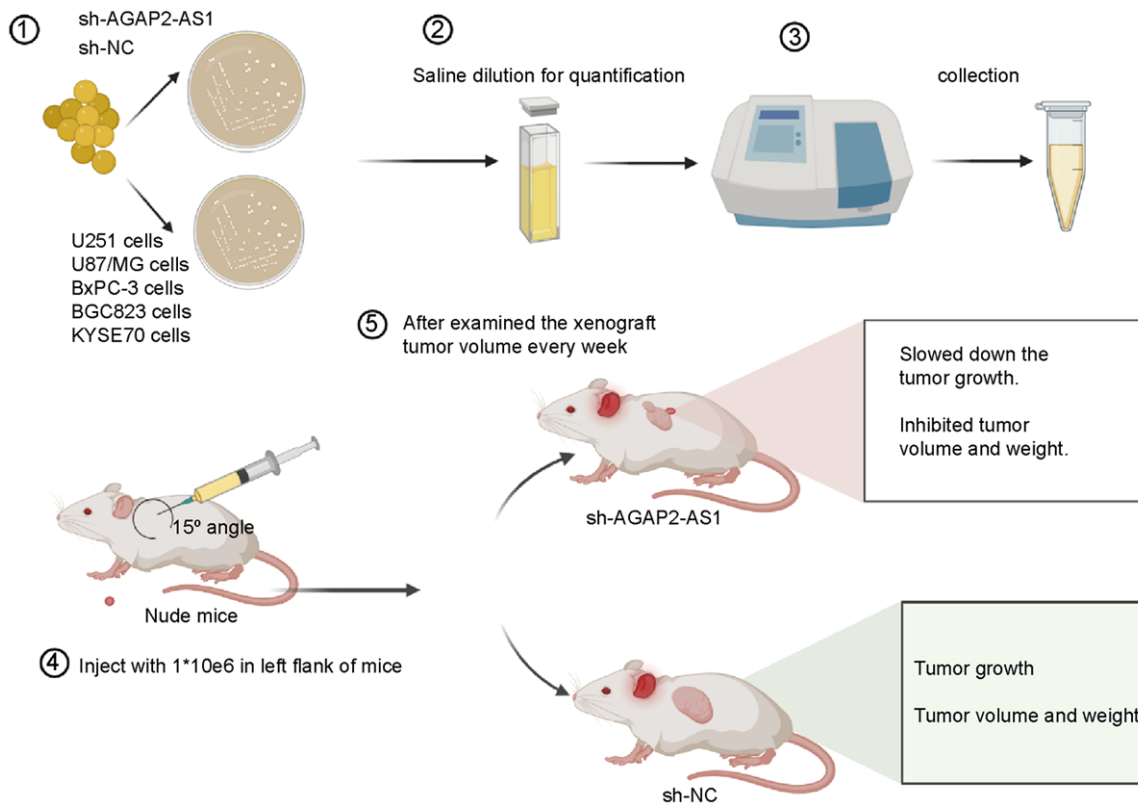 ①
sh-AGAP2-AS1
sh-NC
U251 cells
U87/MG cells
BxPC-3 cells
BGC823 cells
KYSE70 cells
②
Saline dilution for quantification
③
collection
④ Inject with 1*10e6 in left flank of mice
15º angle
Nude mice
⑤ After examined the xenograft
tumor volume every week
sh-AGAP2-AS1
Slowed down the
tumor growth.
Inhibited tumor
volume and weight.
sh-NC
Tumor growth
Tumor volume and weight